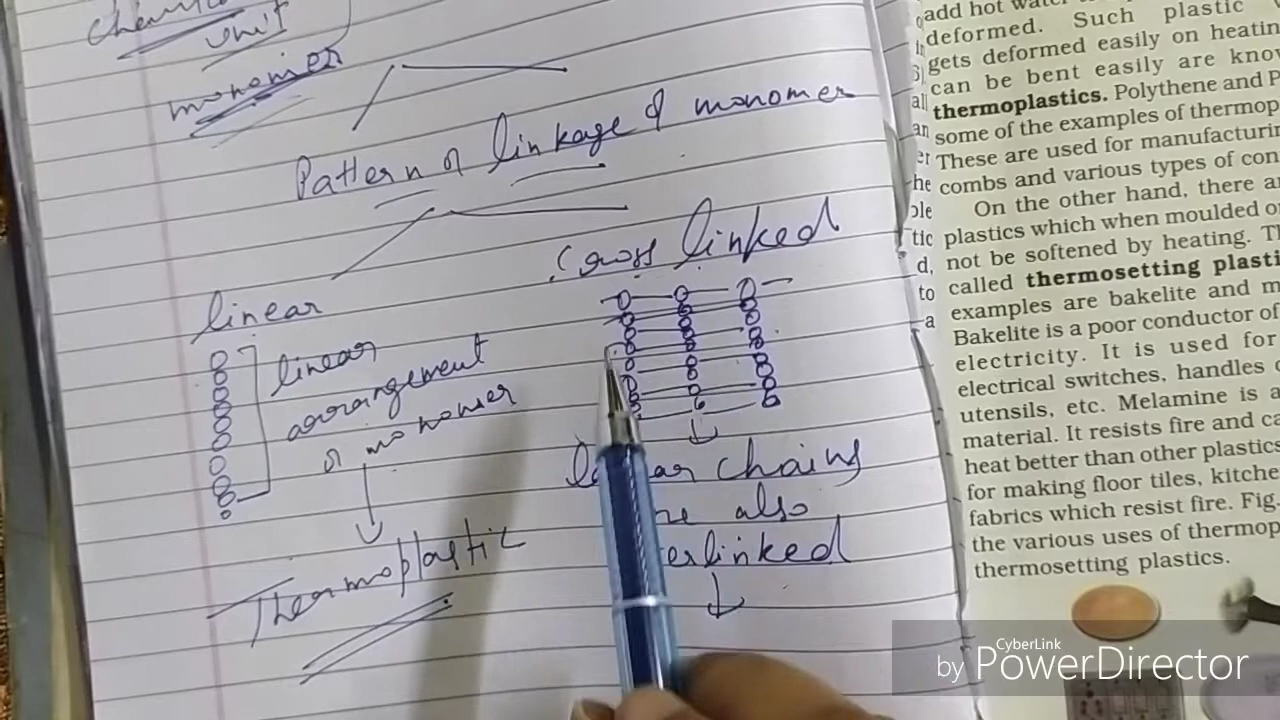 unit
monomer
Pattern of linkage of monomer
linear
linear
arrangement
of monomer
Thermoplastic
Cross linked
chains
also
linked
add hot water
deformed. Such plastic
gets deformed easily on heatin
can be bent easily are know
thermoplastics. Polythene and P
some of the examples of thermop
These are used for manufacturin
combs and various types of con
On the other hand, there ar
plastics which when moulded o
not be softened by heating. Th
called thermosetting plasti
examples are bakelite and m
Bakelite is a poor conductor of
electricity. It is used for
electrical switches, handles o
utensils, etc. Melamine is a
material. It resists fire and ca
heat better than other plastics
for making floor tiles, kitche
fabrics which resist fire. Fig.
the various uses of thermop
thermosetting plastics.
CyberLink
by PowerDirector